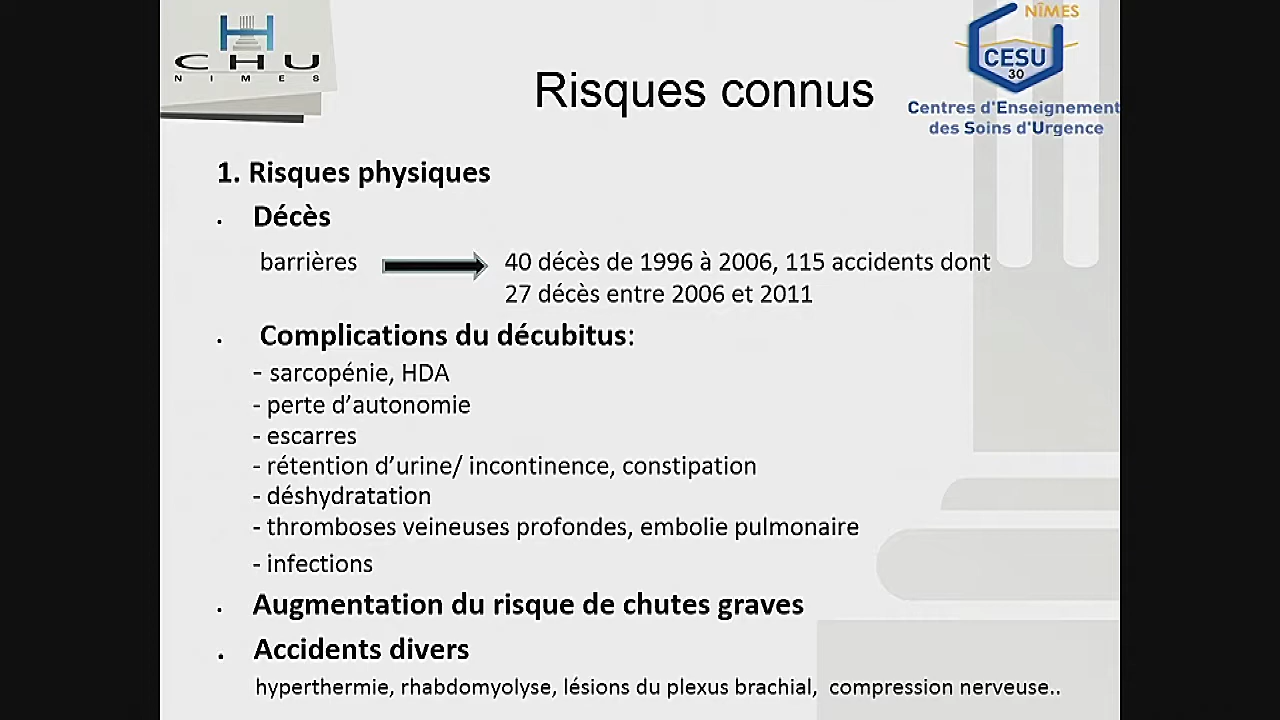 CHU
NIMES
NÎMES
CESU
30
Centres d'Enseignement
des Soins d'Urgence
Risques connus
1. Risques physiques
. Décès
barrières 40 décès de 1996 à 2006, 115 accidents dont
27 décès entre 2006 et 2011
. Complications du décubitus:
- sarcopénie, HDA
- perte d’autonomie
- escarres
- rétention d’urine/ incontinence, constipation
- déshydratation
- thromboses veineuses profondes, embolie pulmonaire
- infections
. Augmentation du risque de chutes graves
. Accidents divers
hyperthermie, rhabdomyolyse, lésions du plexus brachial, compression nerveuse..